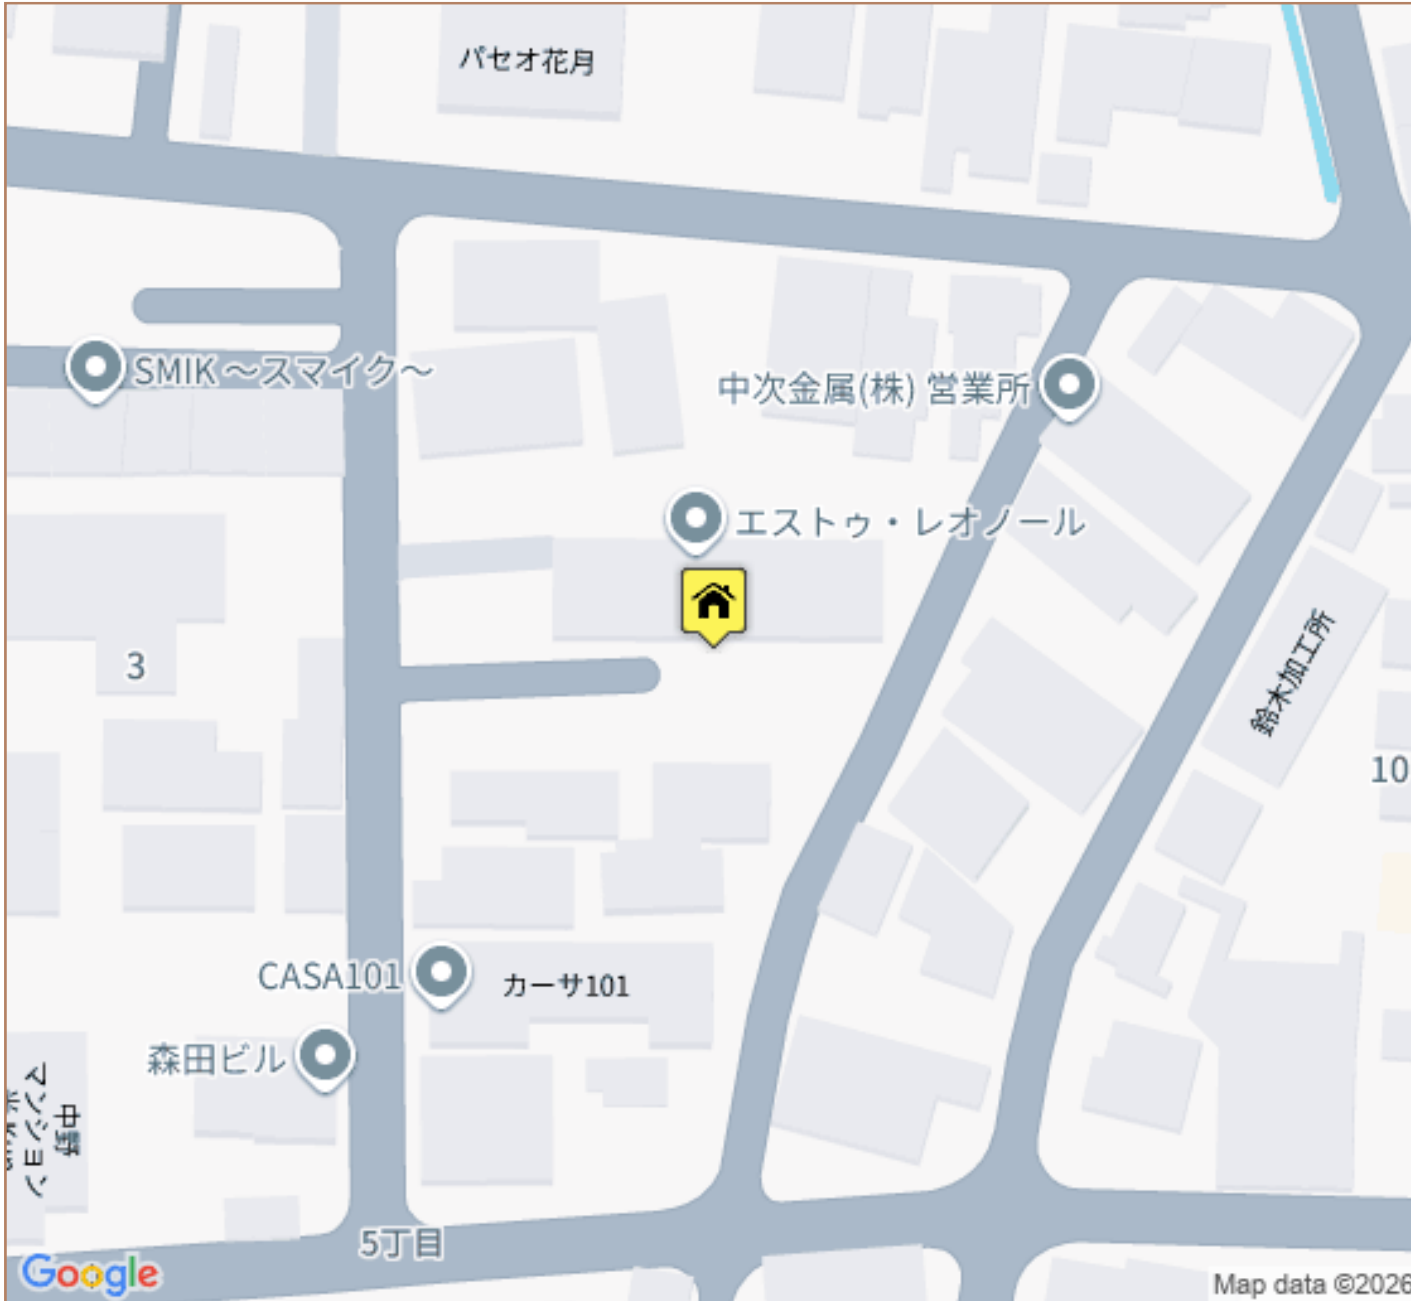 パセオ花月
SMIK ～スマイク～
中次金属(株) 営業所
エストゥ・レオノール
3
鈴木加工所
10
CASA101
カーサ101
森田ビル
中野
マンション
5丁目
Google
Map data ©2026